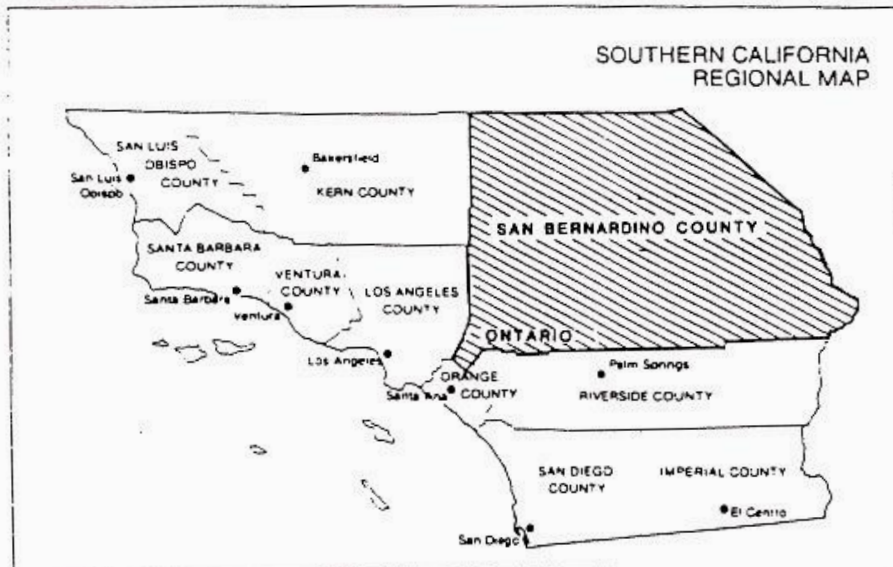 SOUTHERN CALIFORNIA
REGIONAL MAP
SAN LUIS
OBISPO
COUNTY
San Luis
Obispo
Bakersfield
KERN COUNTY
SAN BERNARDINO COUNTY
SANTA BARBARA
COUNTY
VENTURA
COUNTY
LOS ANGELES
COUNTY
Santa Barbara
Ventura
ONTARIO
Los Angeles
ORANGE
COUNTY
Santa Ana
Palm Springs
RIVERSIDE COUNTY
SAN DIEGO
COUNTY
IMPERIAL COUNTY
El Centro
San Diego